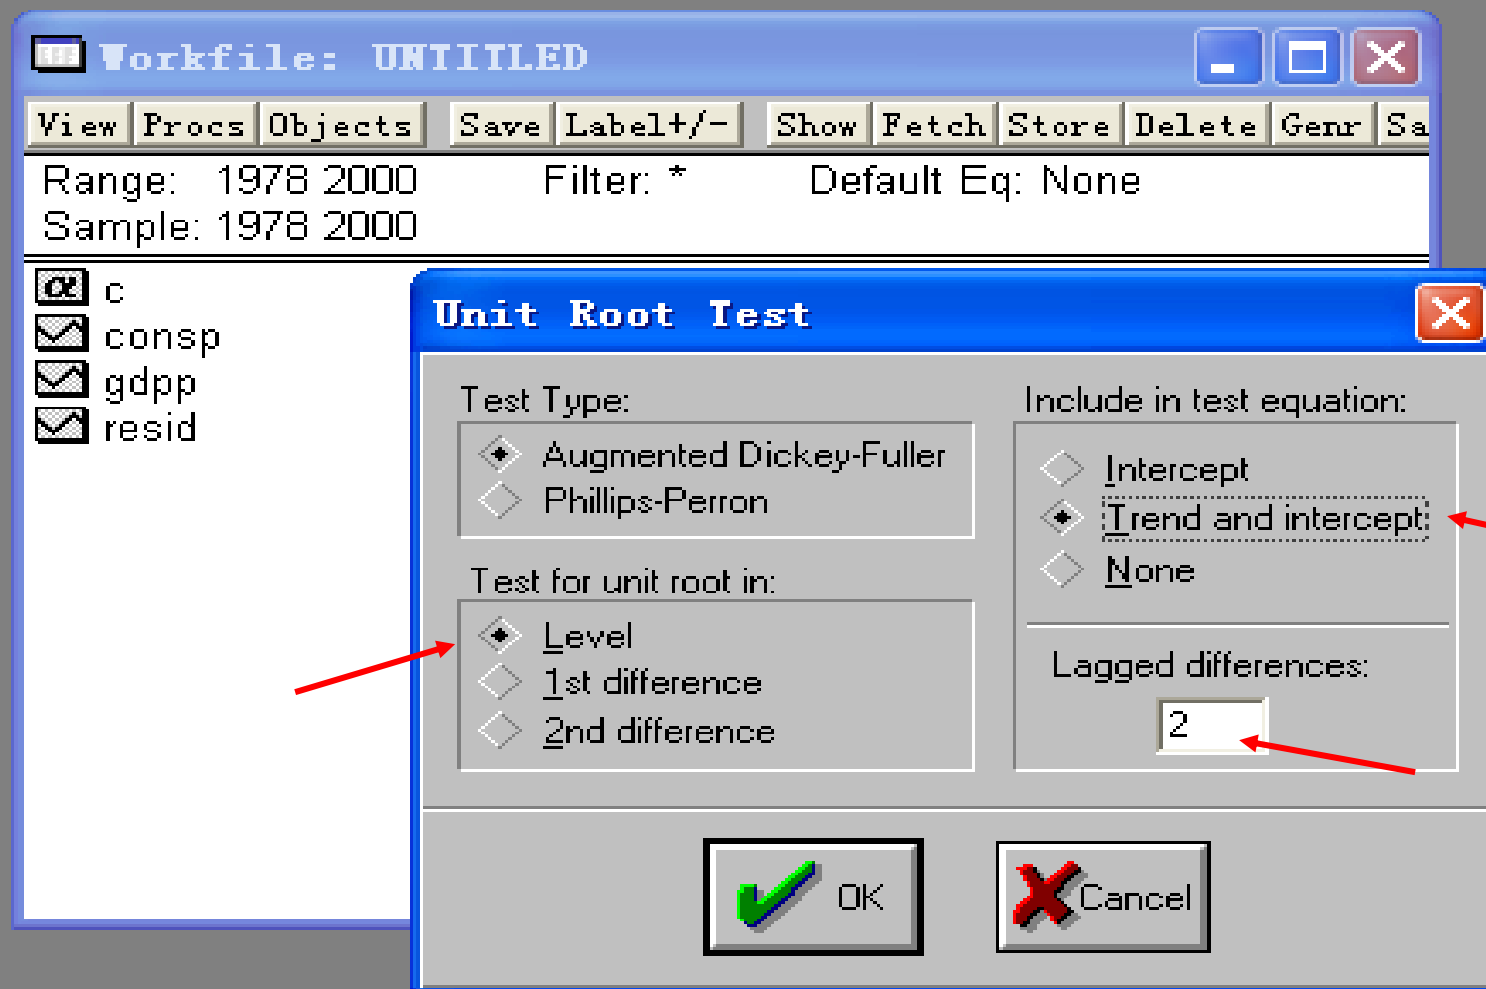 Workfile: UNTITLED
View Procs Objects Save Label+/- Show Fetch Store Delete Genr Sa
Range: 1978 2000 Filter: * Default Eq: None
Sample: 1978 2000
c
consp
gdpp
resid
Unit Root Test
Test Type:
Augmented Dickey-Fuller
Phillips-Perron
Test for unit root in:
Level
1st difference
2nd difference
Include in test equation:
Intercept
Trend and intercept
None
Lagged differences:
2
OK
Cancel